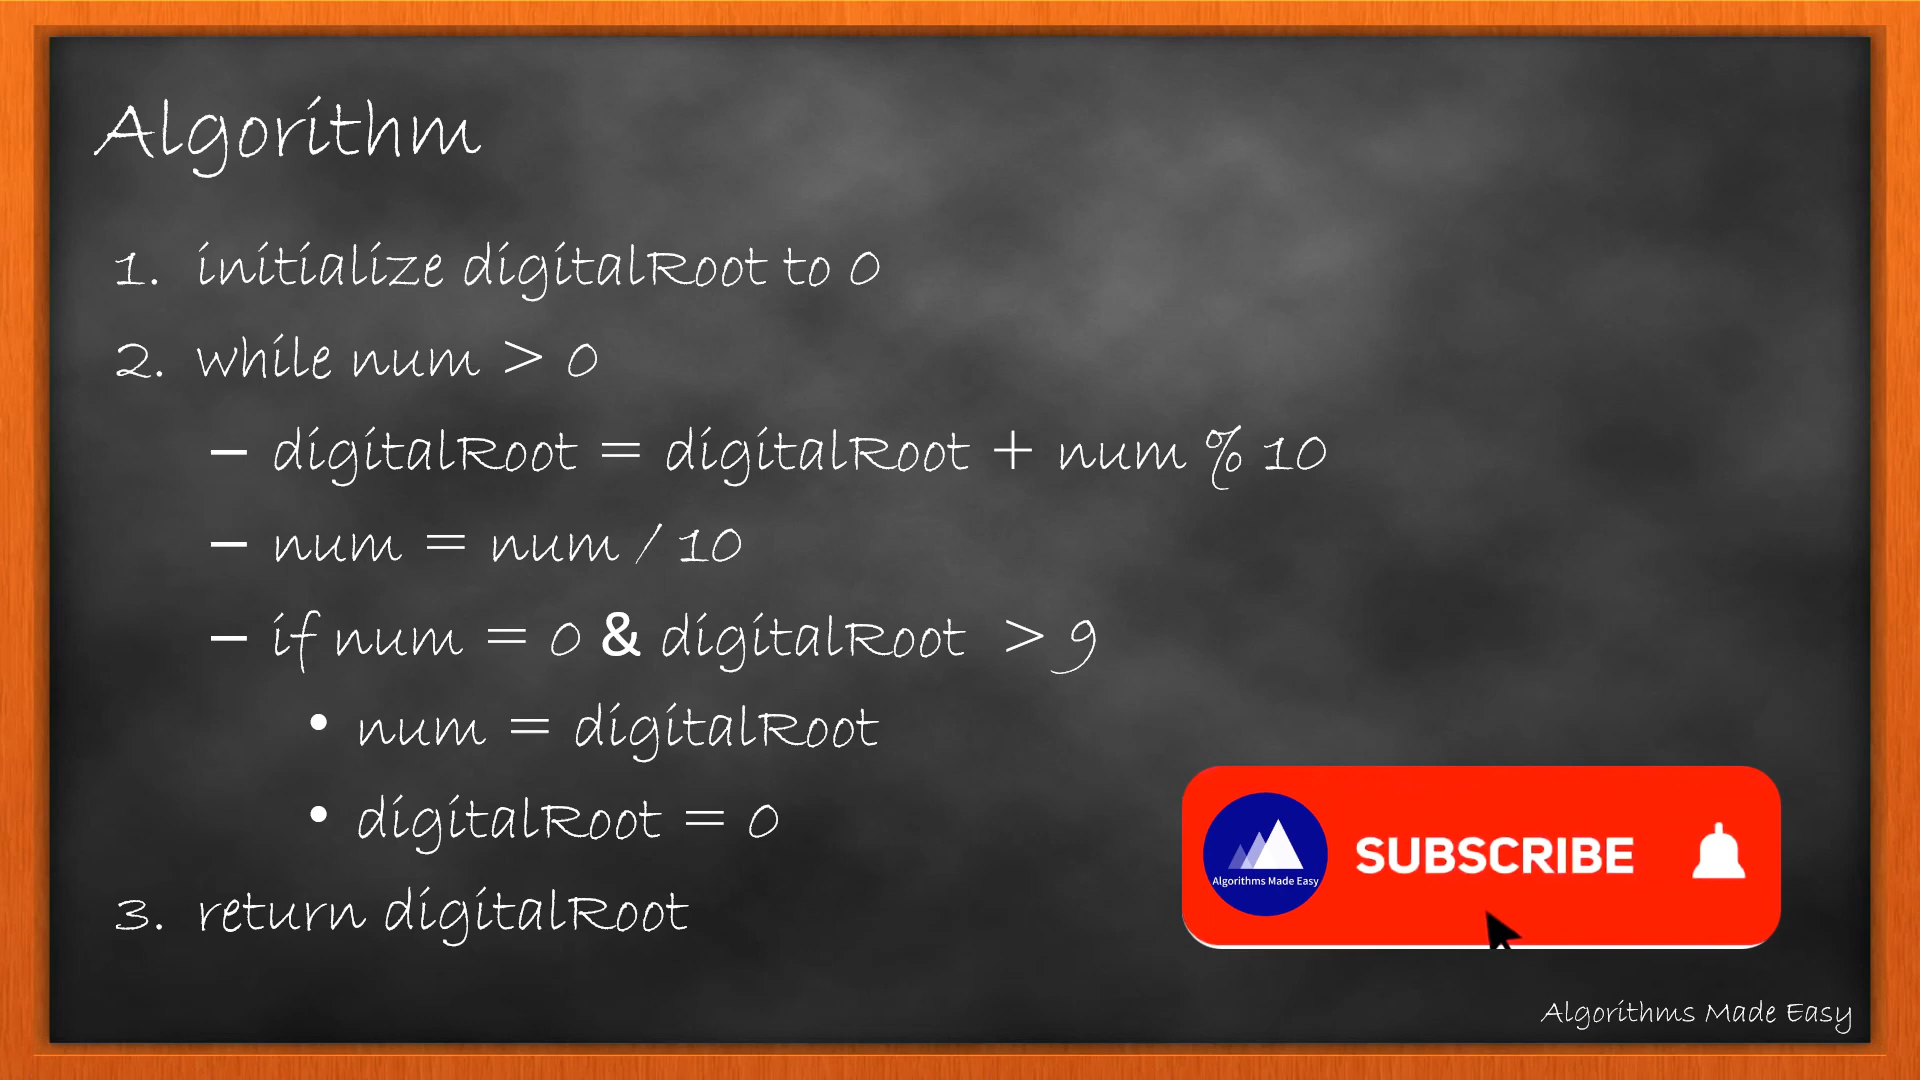 Algorithm
1. initialize digitalRoot to 0
2. while num > 0
– digitalRoot = digitalRoot + num % 10
– num = num / 10
– if num = 0 & digitalRoot > 9
• num = digitalRoot
• digitalRoot = 0
3. return digitalRoot
Algorithms Made Easy
SUBSCRIBE
Algorithms Made Easy